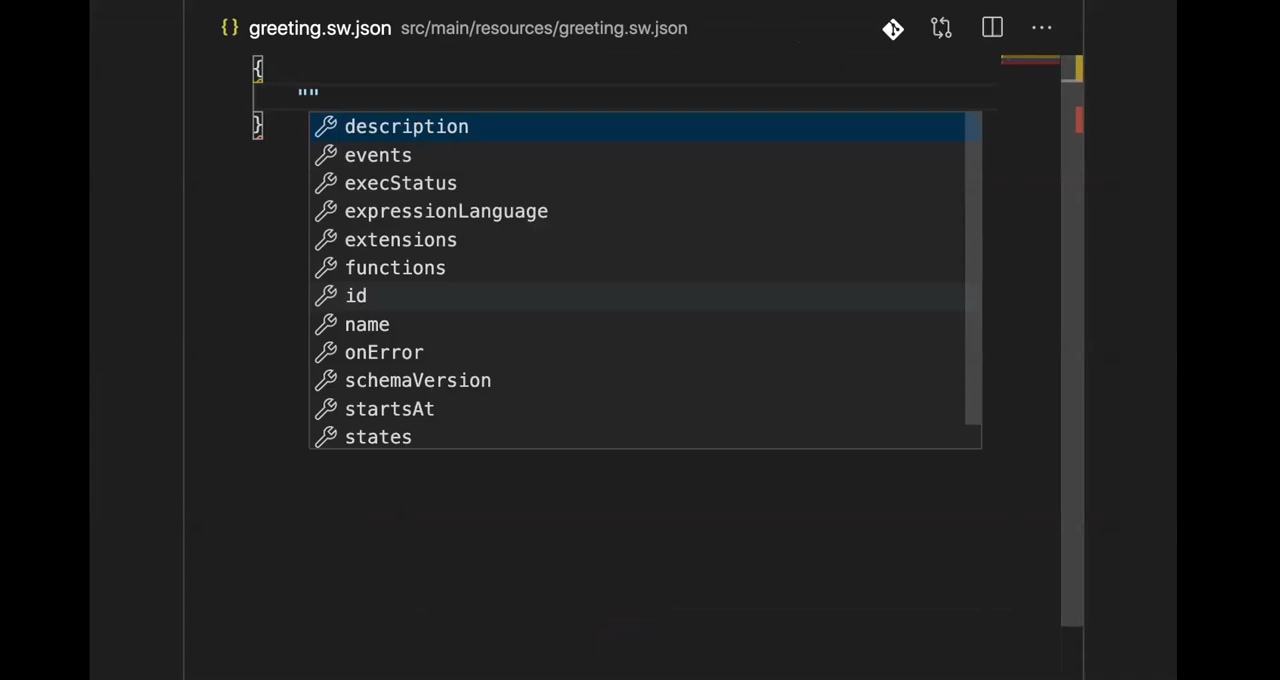 {} greeting.sw.json src/main/resources/greeting.sw.json ...
{
""
}
description
events
execStatus
expressionLanguage
extensions
functions
id
name
onError
schemaVersion
startsAt
states